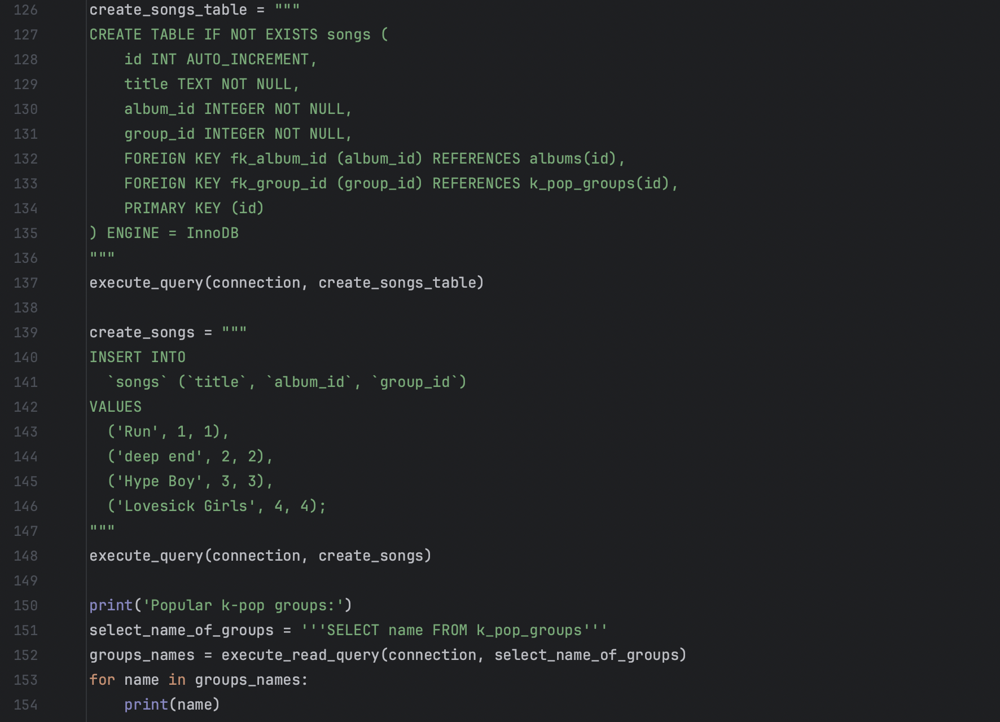 126 create_songs_table = """
127 CREATE TABLE IF NOT EXISTS songs (
128     id INT AUTO_INCREMENT,
129     title TEXT NOT NULL,
130     album_id INTEGER NOT NULL,
131     group_id INTEGER NOT NULL,
132     FOREIGN KEY fk_album_id (album_id) REFERENCES albums(id),
133     FOREIGN KEY fk_group_id (group_id) REFERENCES k_pop_groups(id),
134     PRIMARY KEY (id)
135 ) ENGINE = InnoDB
136 """
137 execute_query(connection, create_songs_table)
138
139 create_songs = """
140 INSERT INTO
141   `songs` (`title`, `album_id`, `group_id`)
142 VALUES
143   ('Run', 1, 1),
144   ('deep end', 2, 2),
145   ('Hype Boy', 3, 3),
146   ('Lovesick Girls', 4, 4);
147 """
148 execute_query(connection, create_songs)
149
150 print('Popular k-pop groups:')
151 select_name_of_groups = '''SELECT name FROM k_pop_groups'''
152 groups_names = execute_read_query(connection, select_name_of_groups)
153 for name in groups_names:
154     print(name)